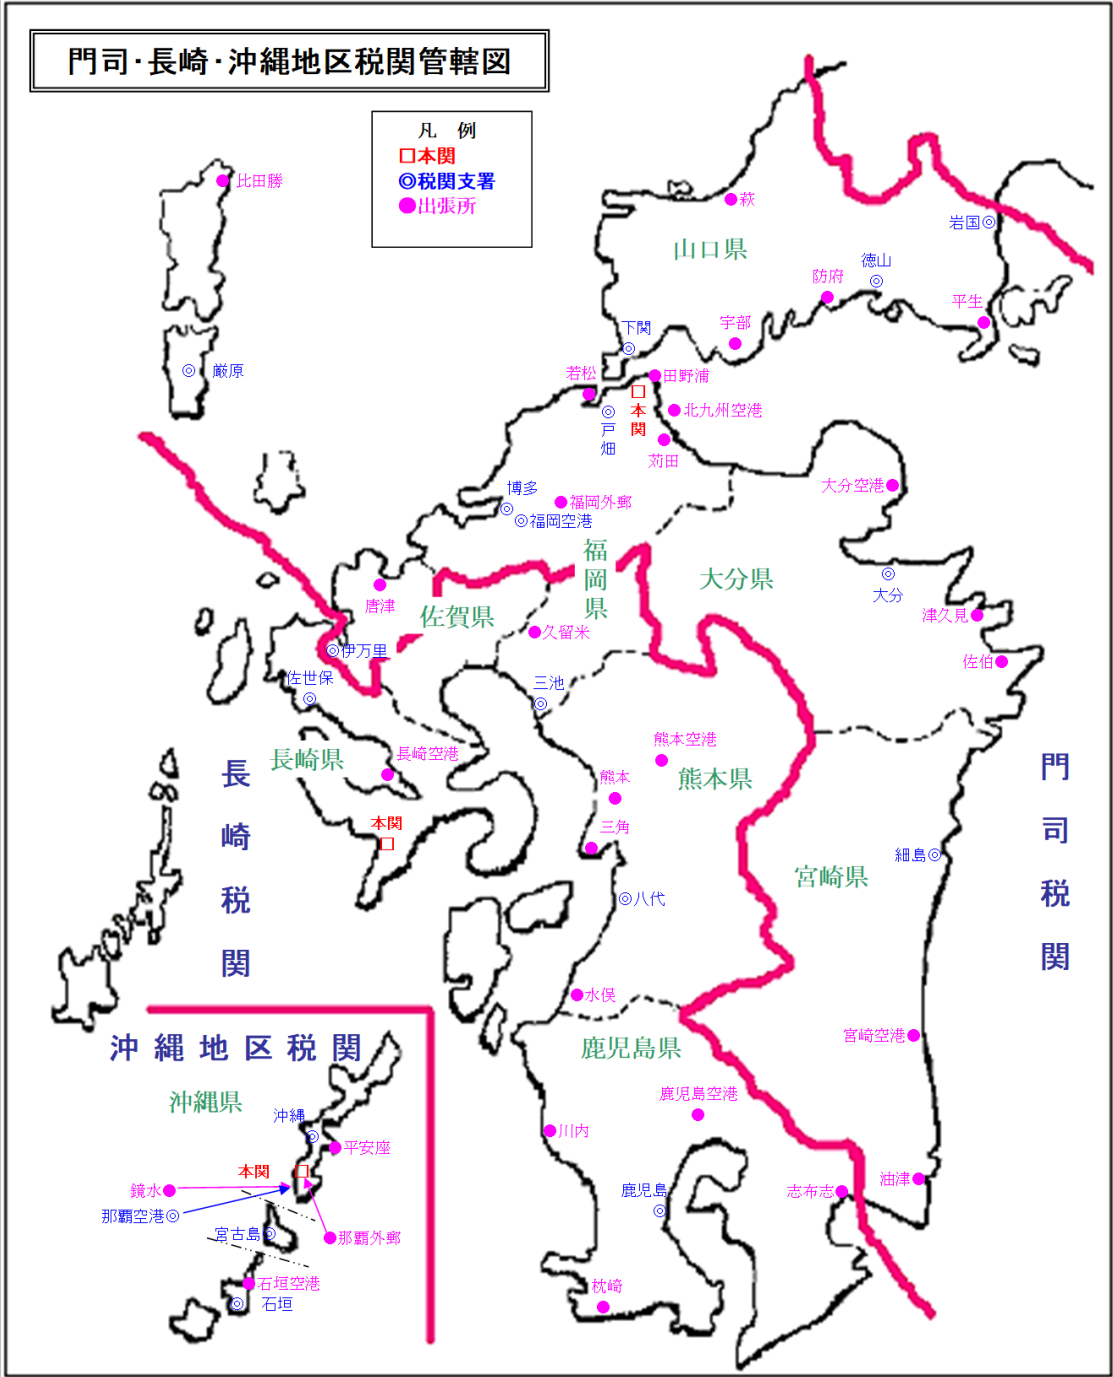 門司・長崎・沖縄地区税関管轄図
凡　例
□本関
◎税関支署
●出張所
比田勝
萩
岩国◎
山口県
徳山
防府
平生
宇部
下関
厳原
若松
田野浦
□本関
北九州空港
戸畑
苅田
大分空港
博多
福岡外郵
◎福岡空港
福岡県
大分県
大分
唐津
佐賀県
津久見
久留米
◎伊万里
佐伯
佐世保
三池
熊本空港
長崎県
長崎空港
熊本
熊本県
長崎税関
門司税関
本関
□
三角
細島◎
宮崎県
◎八代
水俣
宮崎空港
沖縄地区税関
鹿児島県
沖縄県
鹿児島空港
沖縄
川内
平安座
本関
□
鏡水
鹿児島
志布志
油津
那覇空港◎
宮古島◎
那覇外郵
石垣空港
◎石垣
枕崎